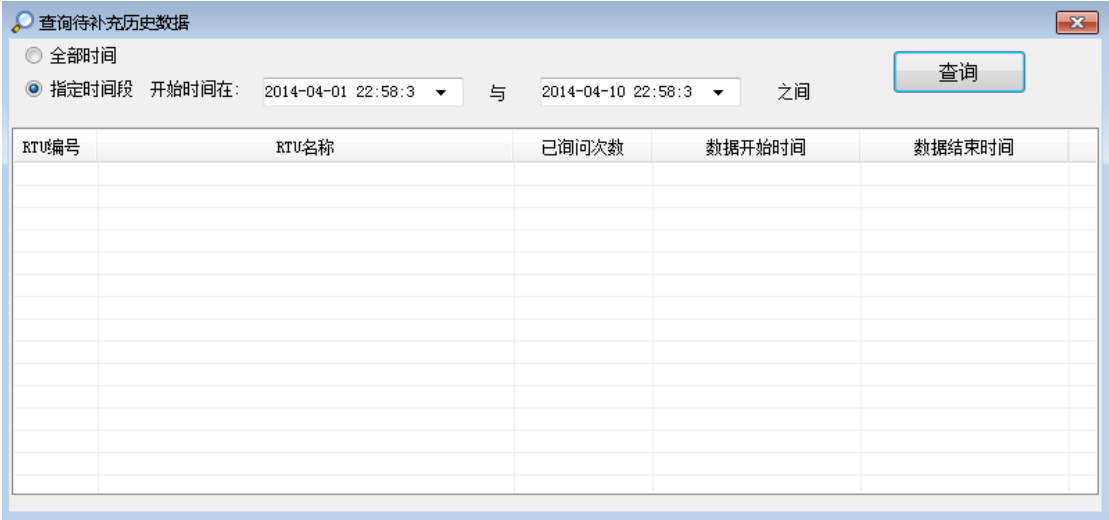 查询待补充历史数据
全部时间
指定时间段 开始时间在: 2014-04-01 22:58:3 与 2014-04-10 22:58:3 之间 查询
RTU编号 RTU名称 已询问次数 数据开始时间 数据结束时间